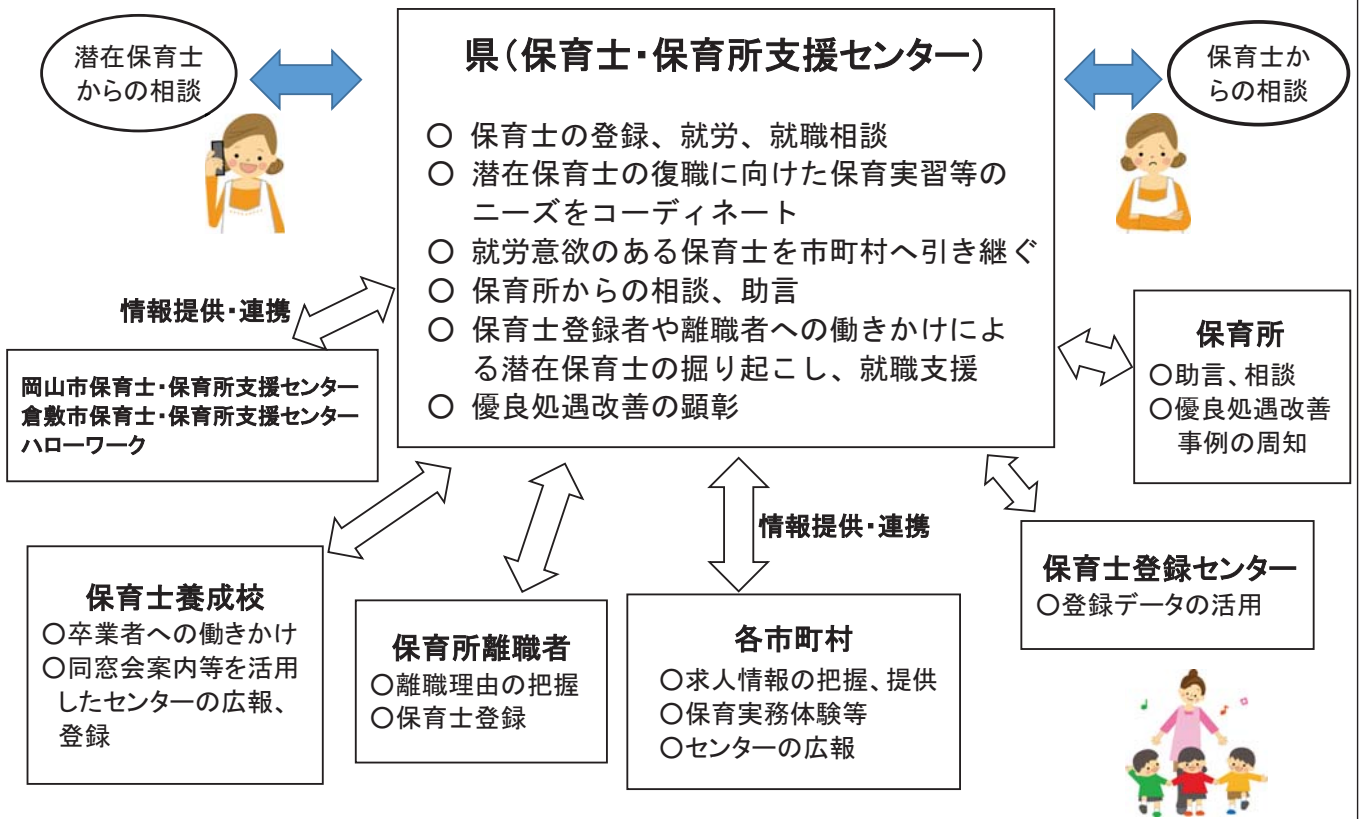 潜在保育士
からの相談
県（保育士・保育所支援センター）
保育士か
らの相談
○ 保育士の登録、就労、就職相談
○ 潜在保育士の復職に向けた保育実習等の
ニーズをコーディネート
○ 就労意欲のある保育士を市町村へ引き継ぐ
○ 保育所からの相談、助言
○ 保育士登録者や離職者への働きかけによ
る潜在保育士の掘り起こし、就職支援
○ 優良処遇改善の顕彰
情報提供・連携
岡山市保育士・保育所支援センター
倉敷市保育士・保育所支援センター
ハローワーク
保育所
○助言、相談
○優良処遇改善
事例の周知
情報提供・連携
保育士養成校
○卒業者への働きかけ
○同窓会案内等を活用
したセンターの広報、
登録
保育所離職者
○離職理由の把握
○保育士登録
各市町村
○求人情報の把握、提供
○保育実務体験等
○センターの広報
保育士登録センター
○登録データの活用